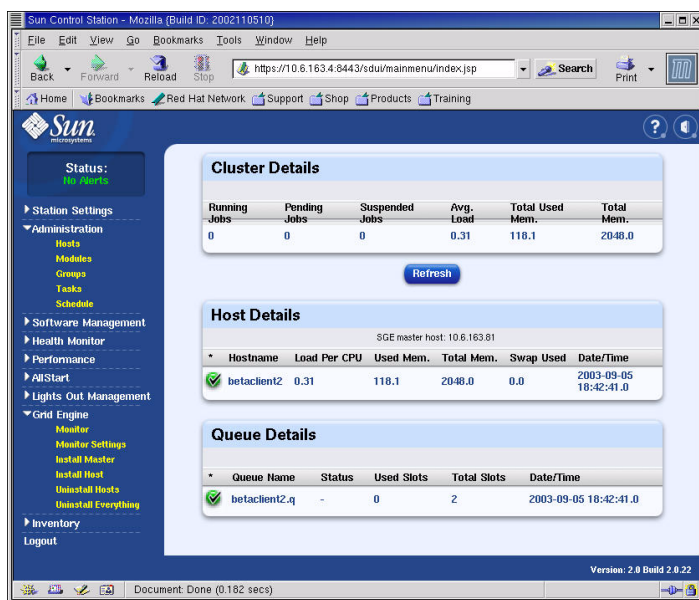 Sun Control Station - Mozilla {Build ID: 2002110510}
File Edit View Go Bookmarks Tools Window Help
Back Forward Reload Stop https://10.6.163.4:8443/sdui/mainmenu/index.jsp Search Print
Home Bookmarks Red Hat Network Support Shop Products Training
Sun
microsystems
Status:
No Alerts
Station Settings
Administration
Hosts
Modules
Groups
Tasks
Schedule
Software Management
Health Monitor
Performance
AllStart
Lights Out Management
Grid Engine
Monitor
Monitor Settings
Install Master
Install Host
Uninstall Hosts
Uninstall Everything
Inventory
Logout
Cluster Details
Running Jobs Pending Jobs Suspended Jobs Avg. Load Total Used Mem. Total Mem.
0 0 0 0.31 118.1 2048.0
Refresh
Host Details
SGE master host: 10.6.163.81
* Hostname Load Per CPU Used Mem. Total Mem. Swap Used Date/Time
betaclient2 0.31 118.1 2048.0 0.0 2003-09-05 18:42:41.0
Queue Details
* Queue Name Status Used Slots Total Slots Date/Time
betaclient2.q - 0 2 2003-09-05 18:42:41.0
Version: 2.0 Build 2.0.22
Document: Done (0.182 secs)